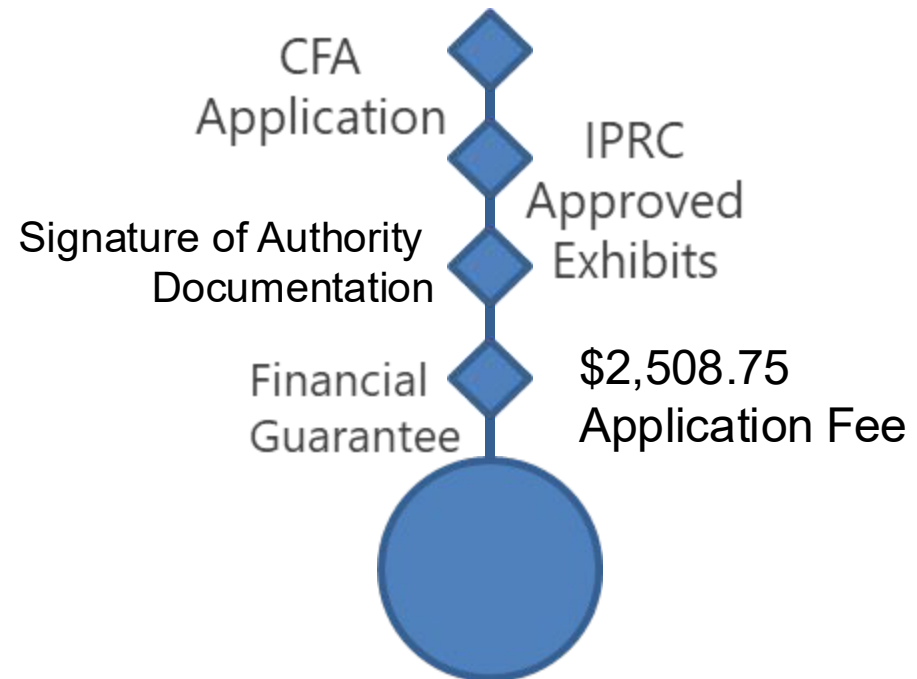 CFA
Application
IPRC
Approved
Exhibits
Signature of Authority
Documentation
Financial
Guarantee
$2,508.75
Application Fee